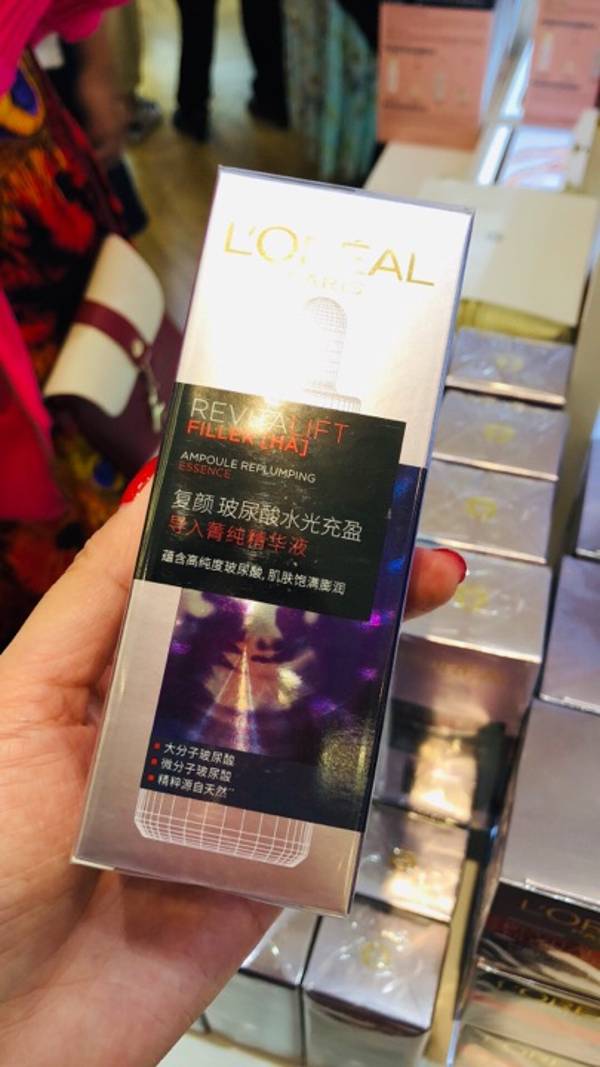 L'ORÉAL
PARIS
REVITALIFT
FILLER [HA]
AMPOULE REPLUMPING
ESSENCE
复颜 玻尿酸水光充盈
导入菁纯精华液
蕴含高纯度玻尿酸, 肌肤饱满膨润
大分子玻尿酸
微分子玻尿酸
精粹源自天然